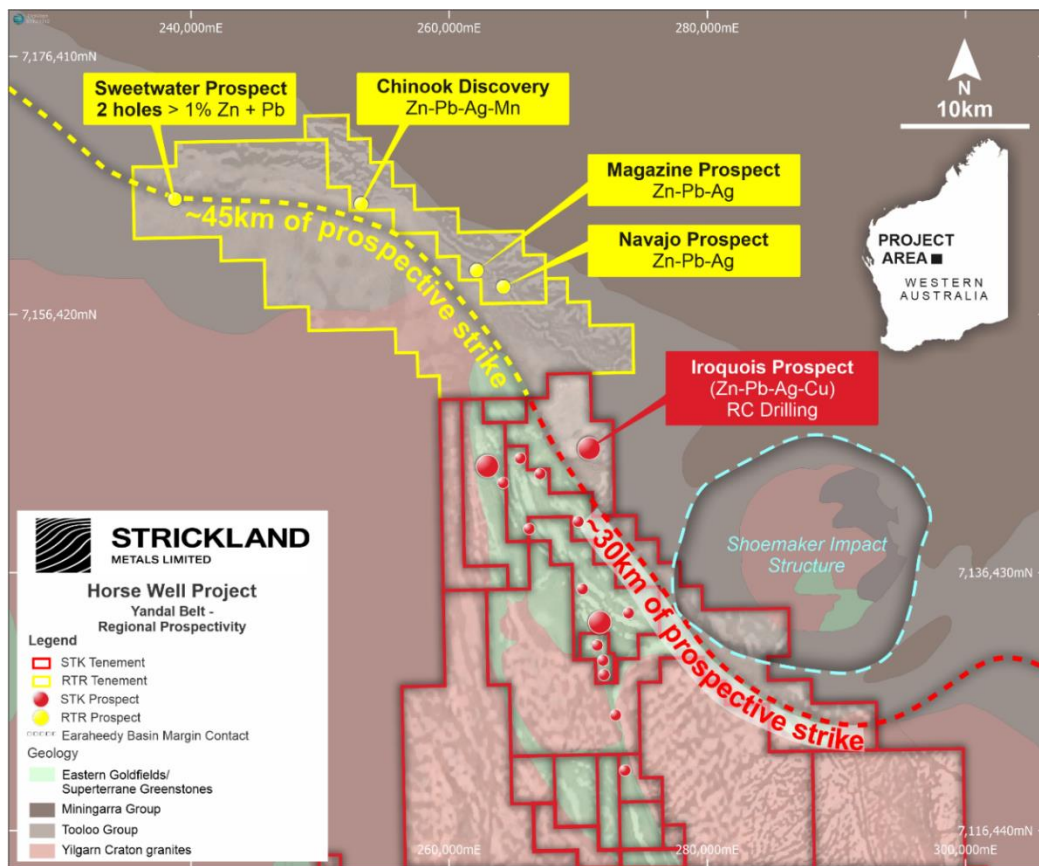 240,000mE
260,000mE
280,000mE
7,176,410mN
Sweetwater Prospect
2 holes > 1% Zn + Pb
Chinook Discovery
Zn-Pb-Ag-Mn
N
10km
Magazine Prospect
Zn-Pb-Ag
Navajo Prospect
Zn-Pb-Ag
PROJECT
AREA
WESTERN
AUSTRALIA
~45km of prospective strike
7,156,420mN
Iroquois Prospect
(Zn-Pb-Ag-Cu)
RC Drilling
Shoemaker Impact
Structure
7,136,430mN
~30km of prospective strike
STRICKLAND
METALS LIMITED
Horse Well Project
Yandal Belt -
Regional Prospectivity
Legend
STK Tenement
RTR Tenement
STK Prospect
RTR Prospect
Earaheedy Basin Margin Contact
Geology
Eastern Goldfields/
Superterrane Greenstones
Miningarra Group
Tooloo Group
Yilgarn Craton granites
7,116,440mN
260,000mE
280,000mE
300,000mE